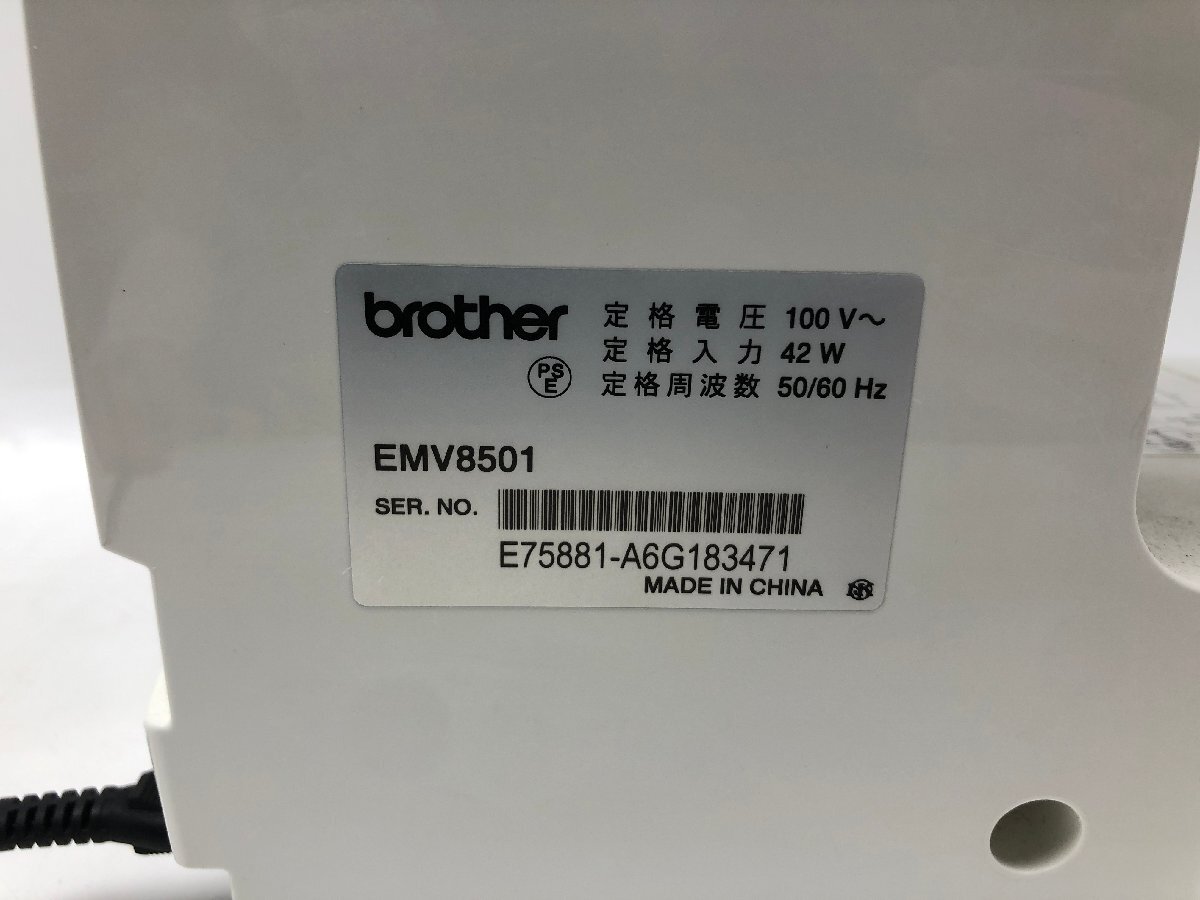 brother
定格電圧 100 V～
定格入力 42 W
PS
E
定格周波数 50/60 Hz
EMV8501
SER. NO.
E75881-A6G183471
MADE IN CHINA